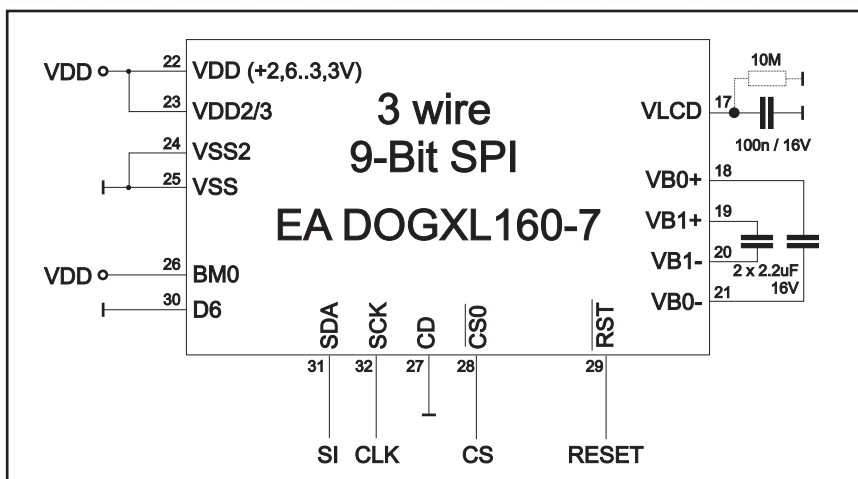 VDD
22
VDD (+2,6..3,3V)
23
VDD2/3
24
VSS2
25
VSS
VDD
26
BM0
30
D6
3 wire
9-Bit SPI
EA DOGXL160-7
10M
VLCD
17
100n / 16V
VB0+
18
VB1+
19
VB1-
20
2 x 2.2uF
16V
VB0-
21
SDA
SCK
CD
CS0
RST
31
32
27
28
29
SI
CLK
CS
RESET